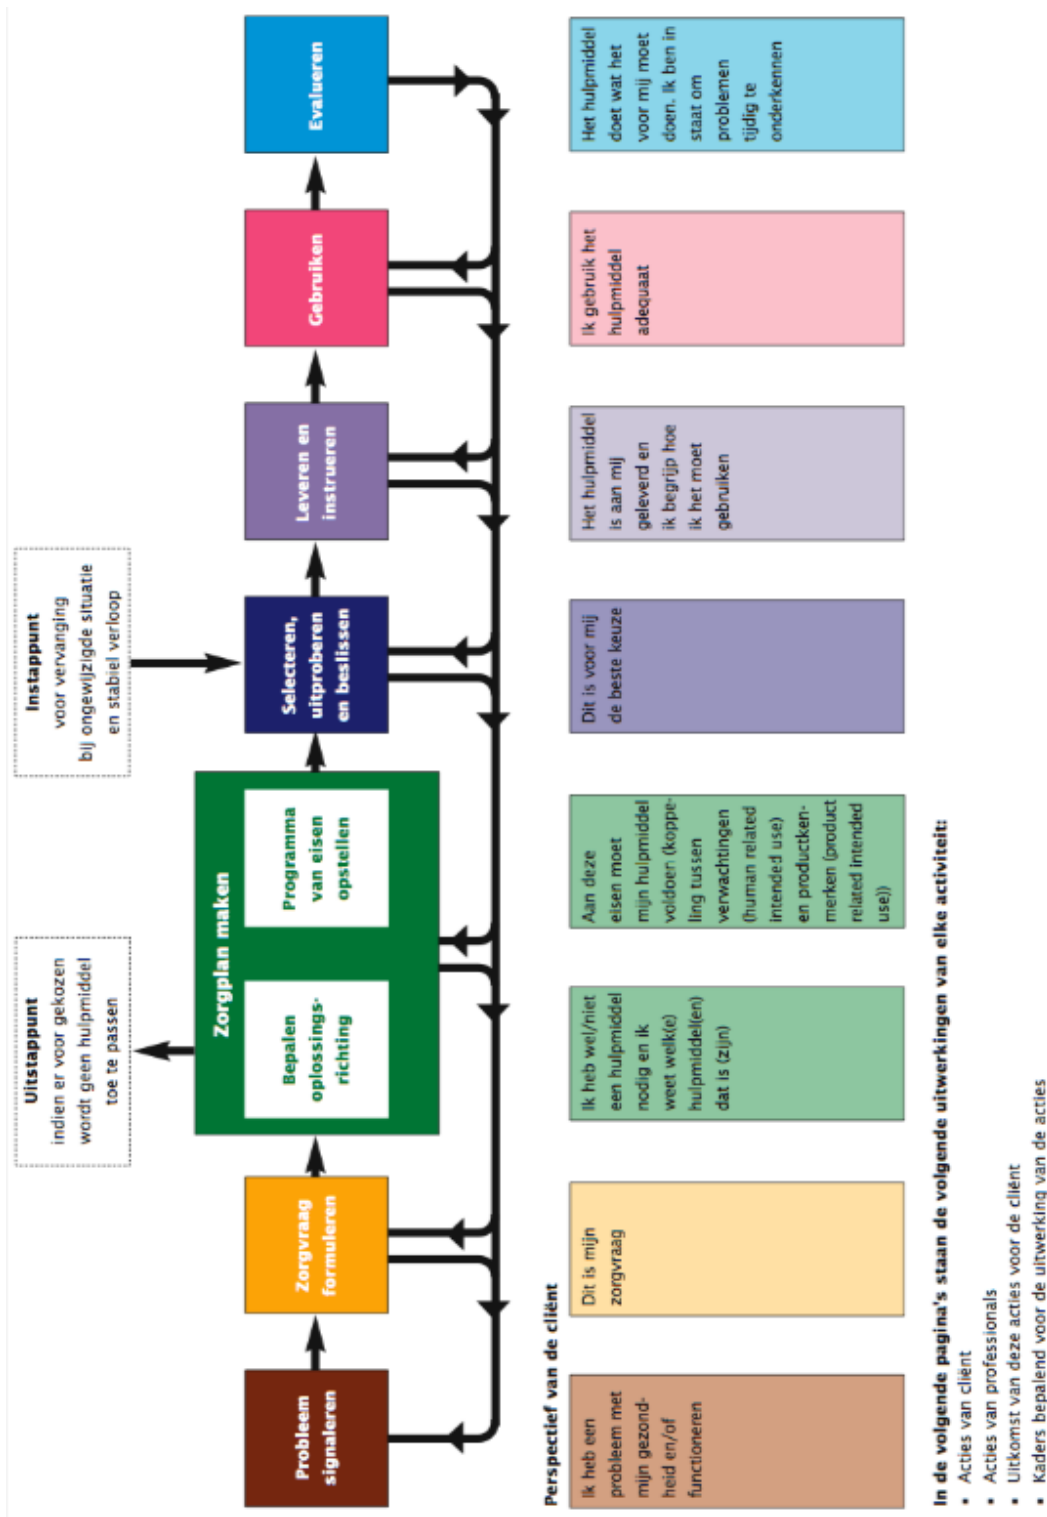 Uitstappunt
indien er voor gekozen
wordt geen hulpmiddel
toe te passen
Instappunt
voor vervanging
bij ongewijzigde situatie
en stabiel verloop
Probleem
signaleren
Zorgvraag
formuleren
Zorgplan maken
Bepalen
oplossings-
richting
Programma
van eisen
opstellen
Selecteren,
uitproberen
en beslissen
Leveren en
instrueren
Gebruiken
Evalueren
Perspectief van de cliënt
Ik heb een
probleem met
mijn gezond-
heid en/of
functioneren
Dit is mijn
zorgvraag
Ik heb wel/niet
een hulpmiddel
nodig en ik
weet welk(e)
hulpmiddel(en)
dat is (zijn)
Aan deze
eisen moet
mijn hulpmiddel
voldoen (koppe-
ling tussen
verwachtingen
(human related
intended use)
en productken-
merken (product
related intended
use))
Dit is voor mij
de beste keuze
Het hulpmiddel
is aan mij
geleverd en
ik begrijp hoe
ik het moet
gebruiken
Ik gebruik het
hulpmiddel
adequaat
Het hulpmiddel
doet wat het
voor mij moet
doen. Ik ben in
staat om
problemen
tijdig te
onderkennen
In de volgende pagina's staan de volgende uitwerkingen van elke activiteit:
▪ Acties van cliënt
▪ Acties van professionals
▪ Uitkomst van deze acties voor de cliënt
▪ Kaders bepalend voor de uitwerking van de acties